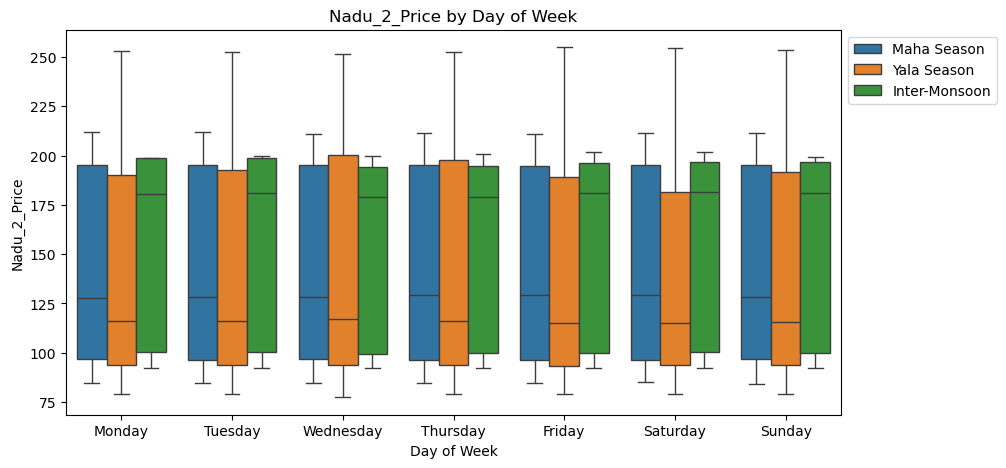 Nadu_2_Price by Day of Week
Maha Season
Yala Season
Inter-Monsoon
Nadu_2_Price
250
225
200
175
150
125
100
75
Monday Tuesday Wednesday Thursday Friday Saturday Sunday
Day of Week